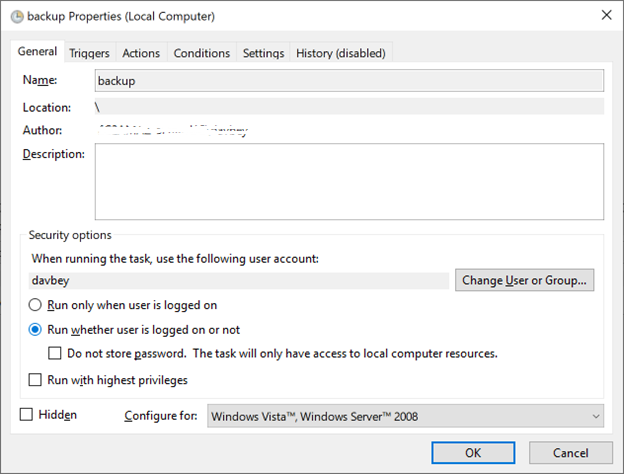 backup Properties (Local Computer)
General Triggers Actions Conditions Settings History (disabled)
Name: backup
Location: \
Author:
Description:
Security options
When running the task, use the following user account:
davbey
Change User or Group...
Run only when user is logged on
Run whether user is logged on or not
Do not store password. The task will only have access to local computer resources.
Run with highest privileges
Hidden
Configure for: Windows Vista™, Windows Server™ 2008
OK Cancel